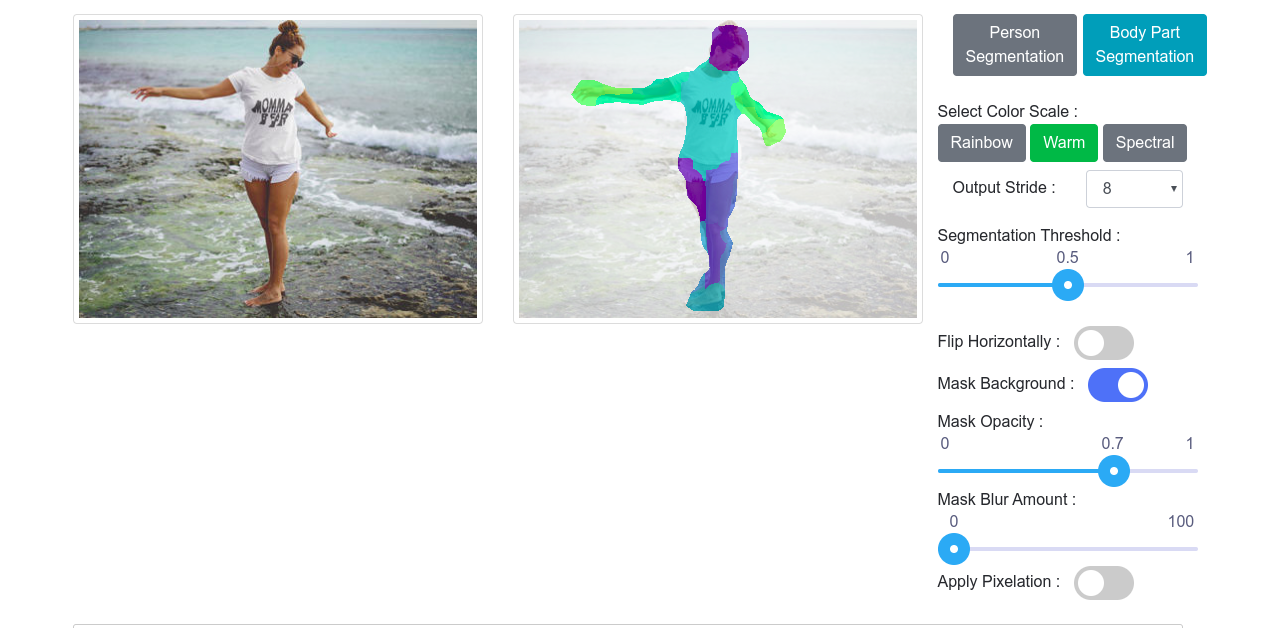 MOMMA
BEAR
MOMMA
BEAR
Person
Segmentation
Body Part
Segmentation
Select Color Scale :
Rainbow Warm Spectral
Output Stride : 8
Segmentation Threshold :
0 0.5 1
Flip Horizontally :
Mask Background :
Mask Opacity :
0 0.7 1
Mask Blur Amount :
0 100
Apply Pixelation :